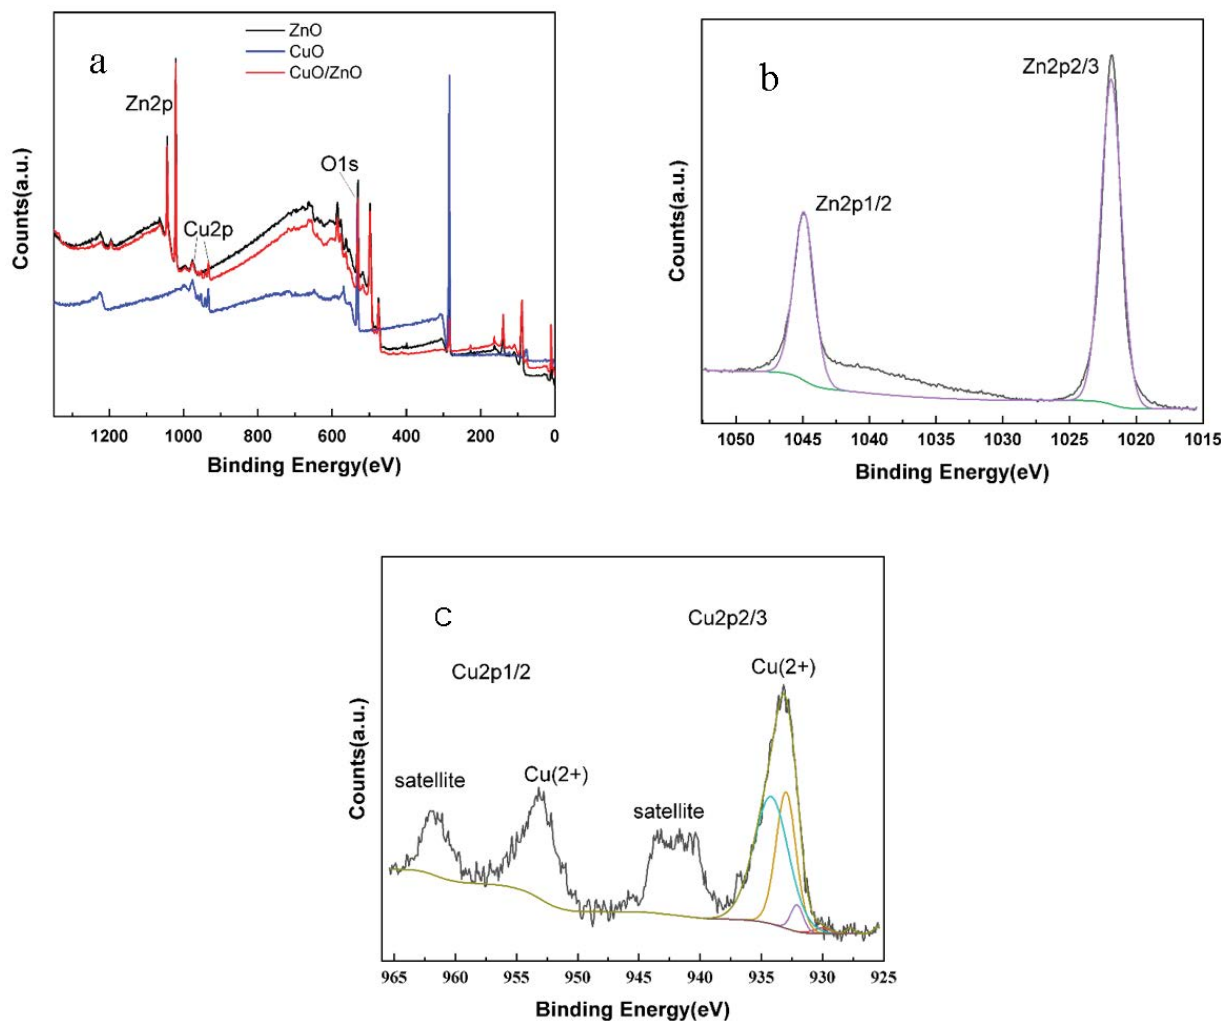 a
ZnO
CuO
CuO/ZnO
Zn2p
Cu2p
O1s
Counts(a.u.)
1200 1000 800 600 400 200 0
Binding Energy(eV)
b
Zn2p2/3
Zn2p1/2
Counts(a.u.)
1050 1045 1040 1035 1030 1025 1020 1015
Binding Energy(eV)
c
Cu2p2/3
Cu2p1/2
Cu(2+)
satellite
Cu(2+)
satellite
Counts(a.u.)
965 960 955 950 945 940 935 930 925
Binding Energy(eV)